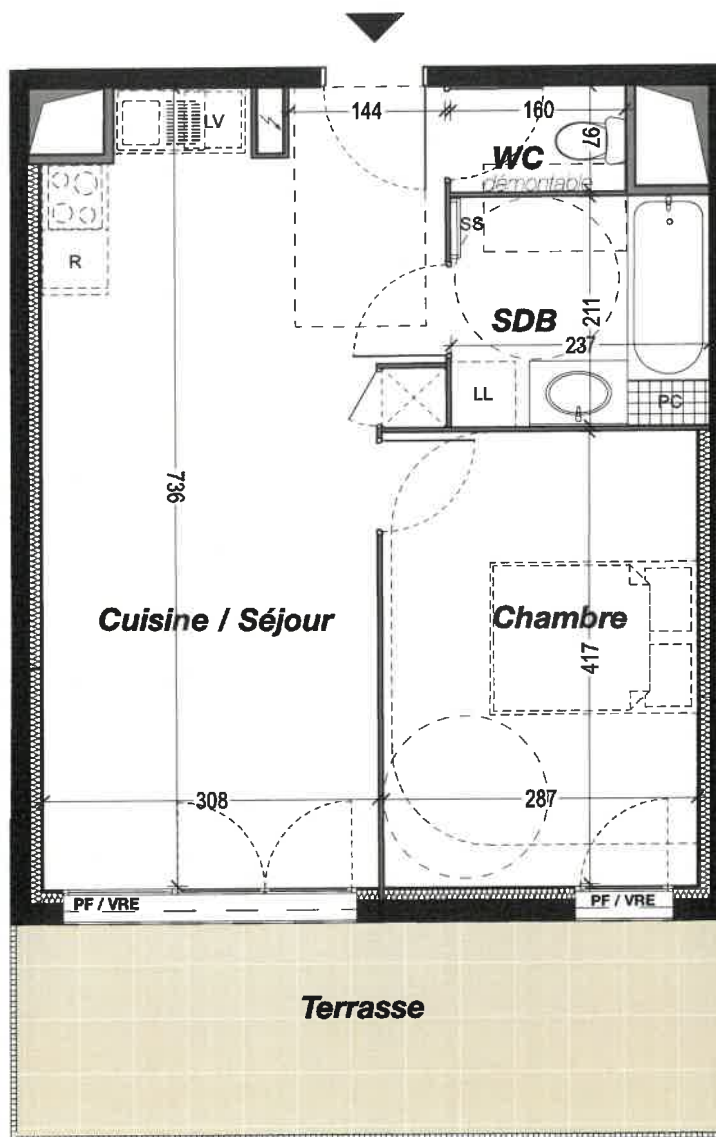 144
160
LV
97
WC
démontable
SS
R
SDB
211
237
LL
PC
736
Cuisine / Séjour
Chambre
417
308
287
PF / VRE
PF / VRE
Terrasse